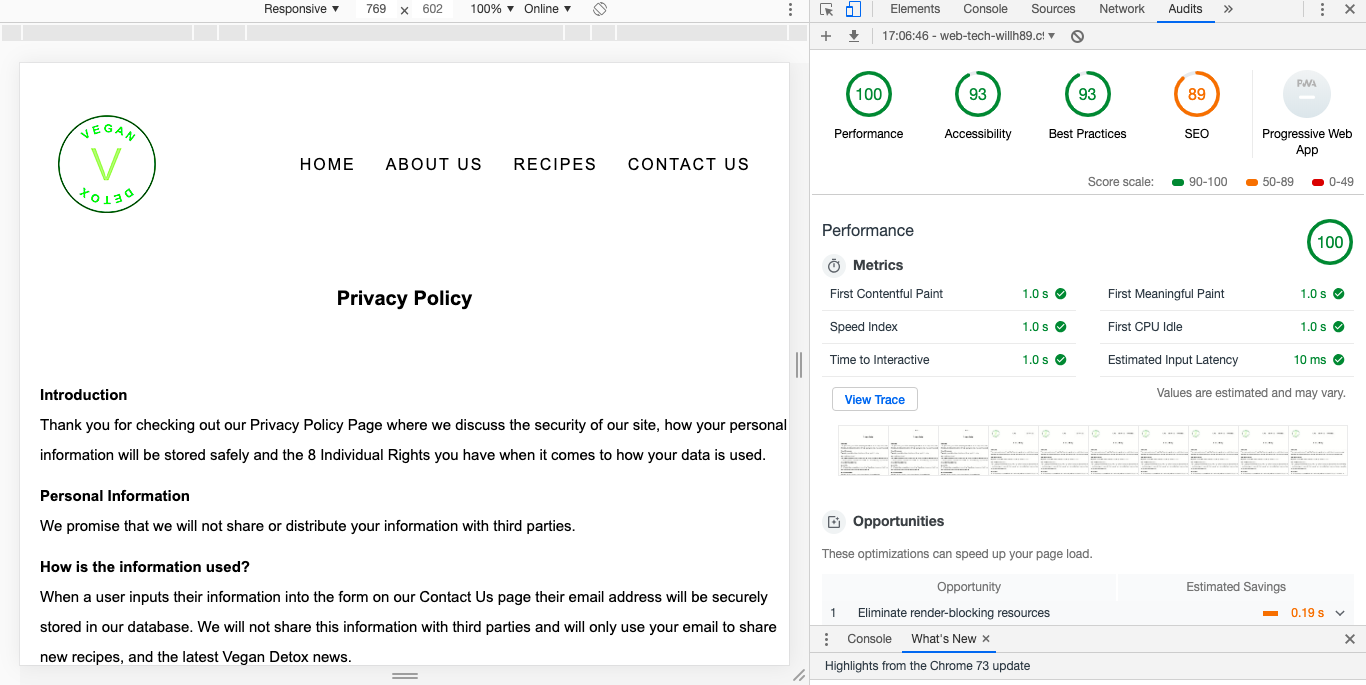 Responsive ▼ 769 x 602 100% ▼ Online ▼
VEGAN
V
DETOX
HOME ABOUT US RECIPES CONTACT US
Privacy Policy
Introduction
Thank you for checking out our Privacy Policy Page where we discuss the security of our site, how your personal
information will be stored safely and the 8 Individual Rights you have when it comes to how your data is used.
Personal Information
We promise that we will not share or distribute your information with third parties.
How is the information used?
When a user inputs their information into the form on our Contact Us page their email address will be securely
stored in our database. We will not share this information with third parties and will only use your email to share
new recipes, and the latest Vegan Detox news.
Elements Console Sources Network Audits »
17:06:46 - web-tech-willh89.c
100 93 93 89 PWA
Performance Accessibility Best Practices SEO Progressive Web
App
Score scale: 90-100 50-89 0-49
Performance 100
Metrics
First Contentful Paint 1.0 s First Meaningful Paint 1.0 s
Speed Index 1.0 s First CPU Idle 1.0 s
Time to Interactive 1.0 s Estimated Input Latency 10 ms
View Trace Values are estimated and may vary.
Opportunities
These optimizations can speed up your page load.
Opportunity Estimated Savings
1 Eliminate render-blocking resources 0.19 s
Console What's New ×
Highlights from the Chrome 73 update